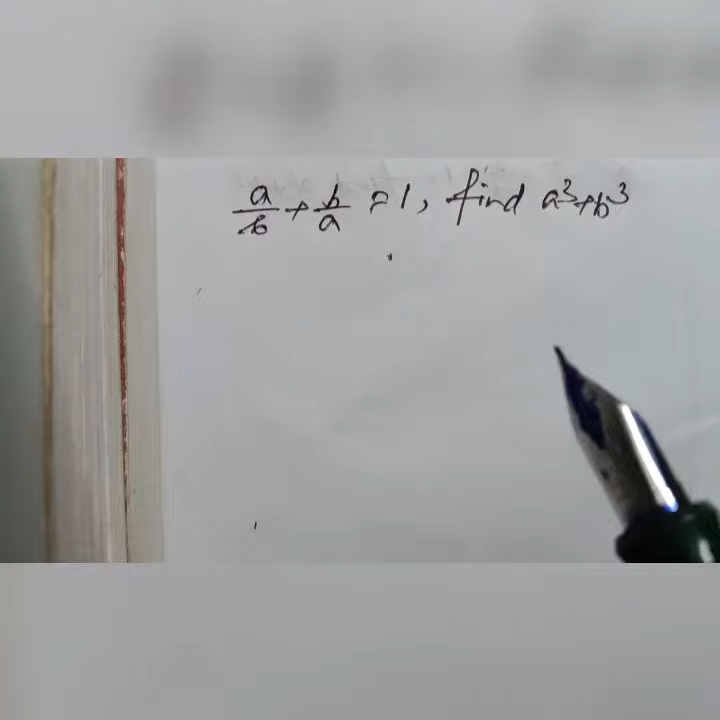 a/b + b/a = 1, find a³+b³